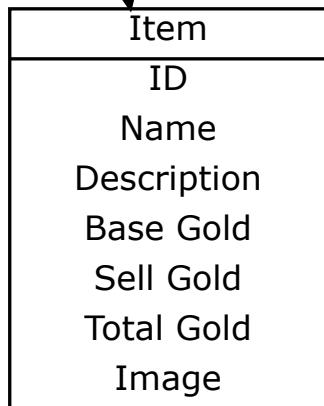 Item
ID
Name
Description
Base Gold
Sell Gold
Total Gold
Image